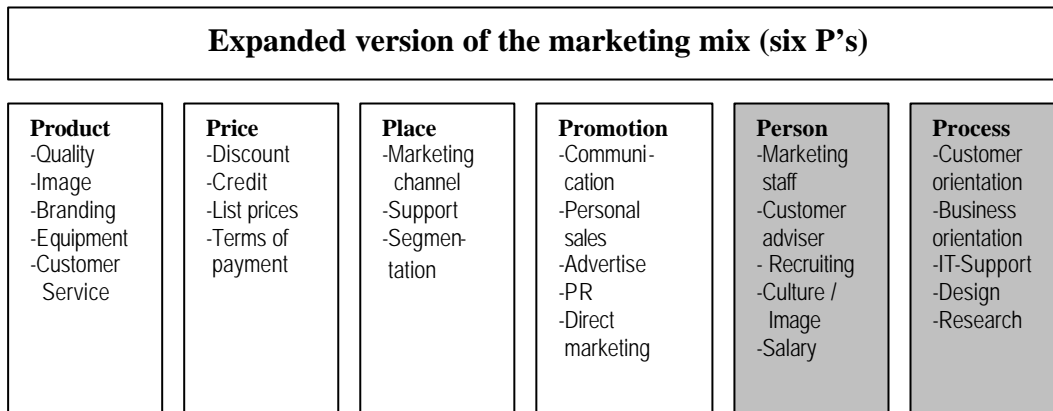 Expanded version of the marketing mix (six P’s)
Product
-Quality
-Image
-Branding
-Equipment
-Customer
Service
Price
-Discount
-Credit
-List prices
-Terms of
payment
Place
-Marketing
channel
-Support
-Segmen-
tation
Promotion
-Communi-
cation
-Personal
sales
-Advertise
-PR
-Direct
marketing
Person
-Marketing
staff
-Customer
adviser
- Recruiting
-Culture /
Image
-Salary
Process
-Customer
orientation
-Business
orientation
-IT-Support
-Design
-Research